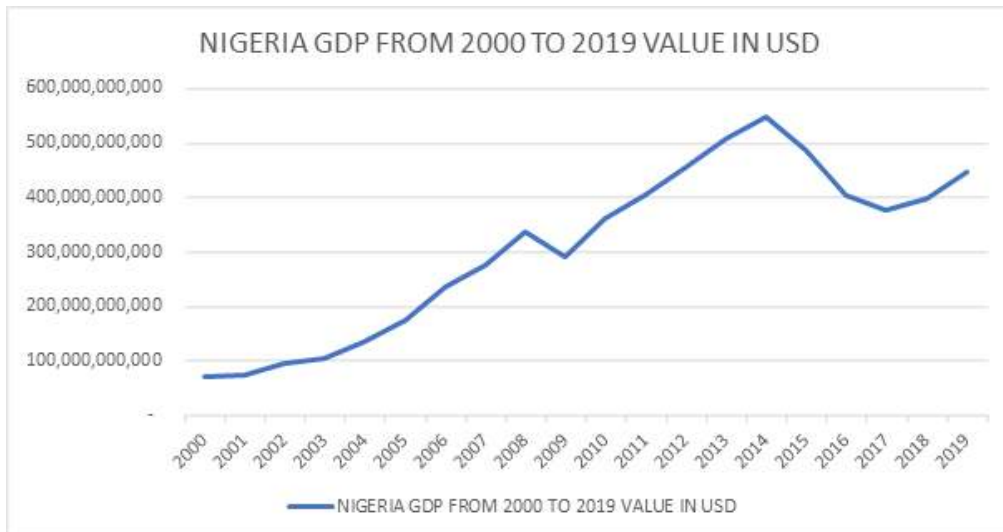 NIGERIA GDP FROM 2000 TO 2019 VALUE IN USD
600,000,000,000
500,000,000,000
400,000,000,000
300,000,000,000
200,000,000,000
100,000,000,000
-
2000 2001 2002 2003 2004 2005 2006 2007 2008 2009 2010 2011 2012 2013 2014 2015 2016 2017 2018 2019
NIGERIA GDP FROM 2000 TO 2019 VALUE IN USD